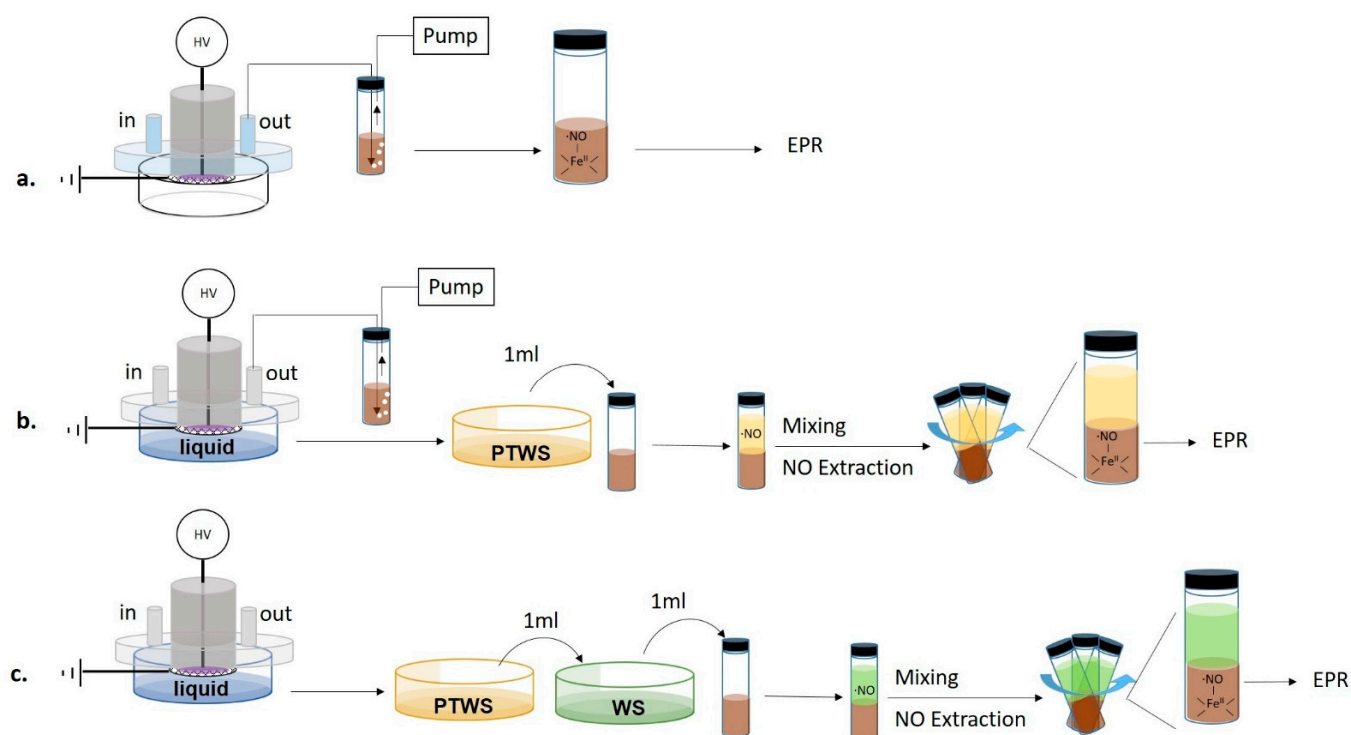 HV
Pump
in
out
·NO
Fe^II
EPR
a.
HV
Pump
in
out
1ml
b.
liquid
PTWS
·NO
Mixing
NO Extraction
·NO
Fe^II
EPR
HV
in
out
1ml
1ml
c.
liquid
PTWS
WS
·NO
Mixing
NO Extraction
·NO
Fe^II
EPR